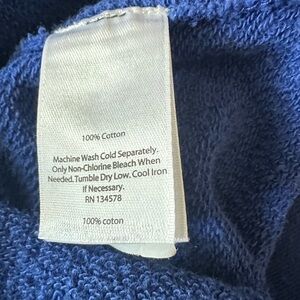 100% Cotton
Machine Wash Cold Separately.
Only Non-Chlorine Bleach When
Needed. Tumble Dry Low. Cool Iron
If Necessary.
RN 134578
100% coton